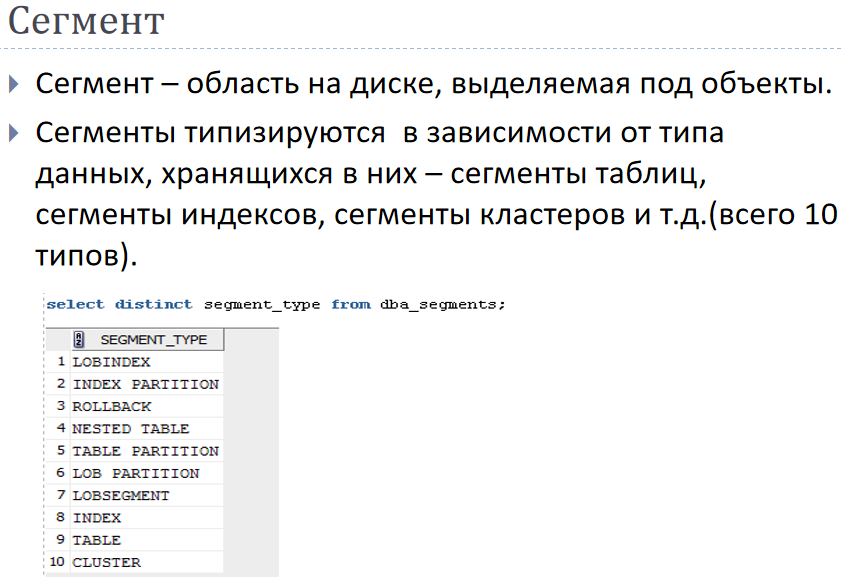 Сегмент
Сегмент – область на диске, выделяемая под объекты.
Сегменты типизируются в зависимости от типа
данных, хранящихся в них – сегменты таблиц,
сегменты индексов, сегменты кластеров и т.д.(всего 10
типов).
select distinct segment_type from dba_segments;
SEGMENT_TYPE
1 LOBINDEX
2 INDEX PARTITION
3 ROLLBACK
4 NESTED TABLE
5 TABLE PARTITION
6 LOB PARTITION
7 LOBSEGMENT
8 INDEX
9 TABLE
10 CLUSTER